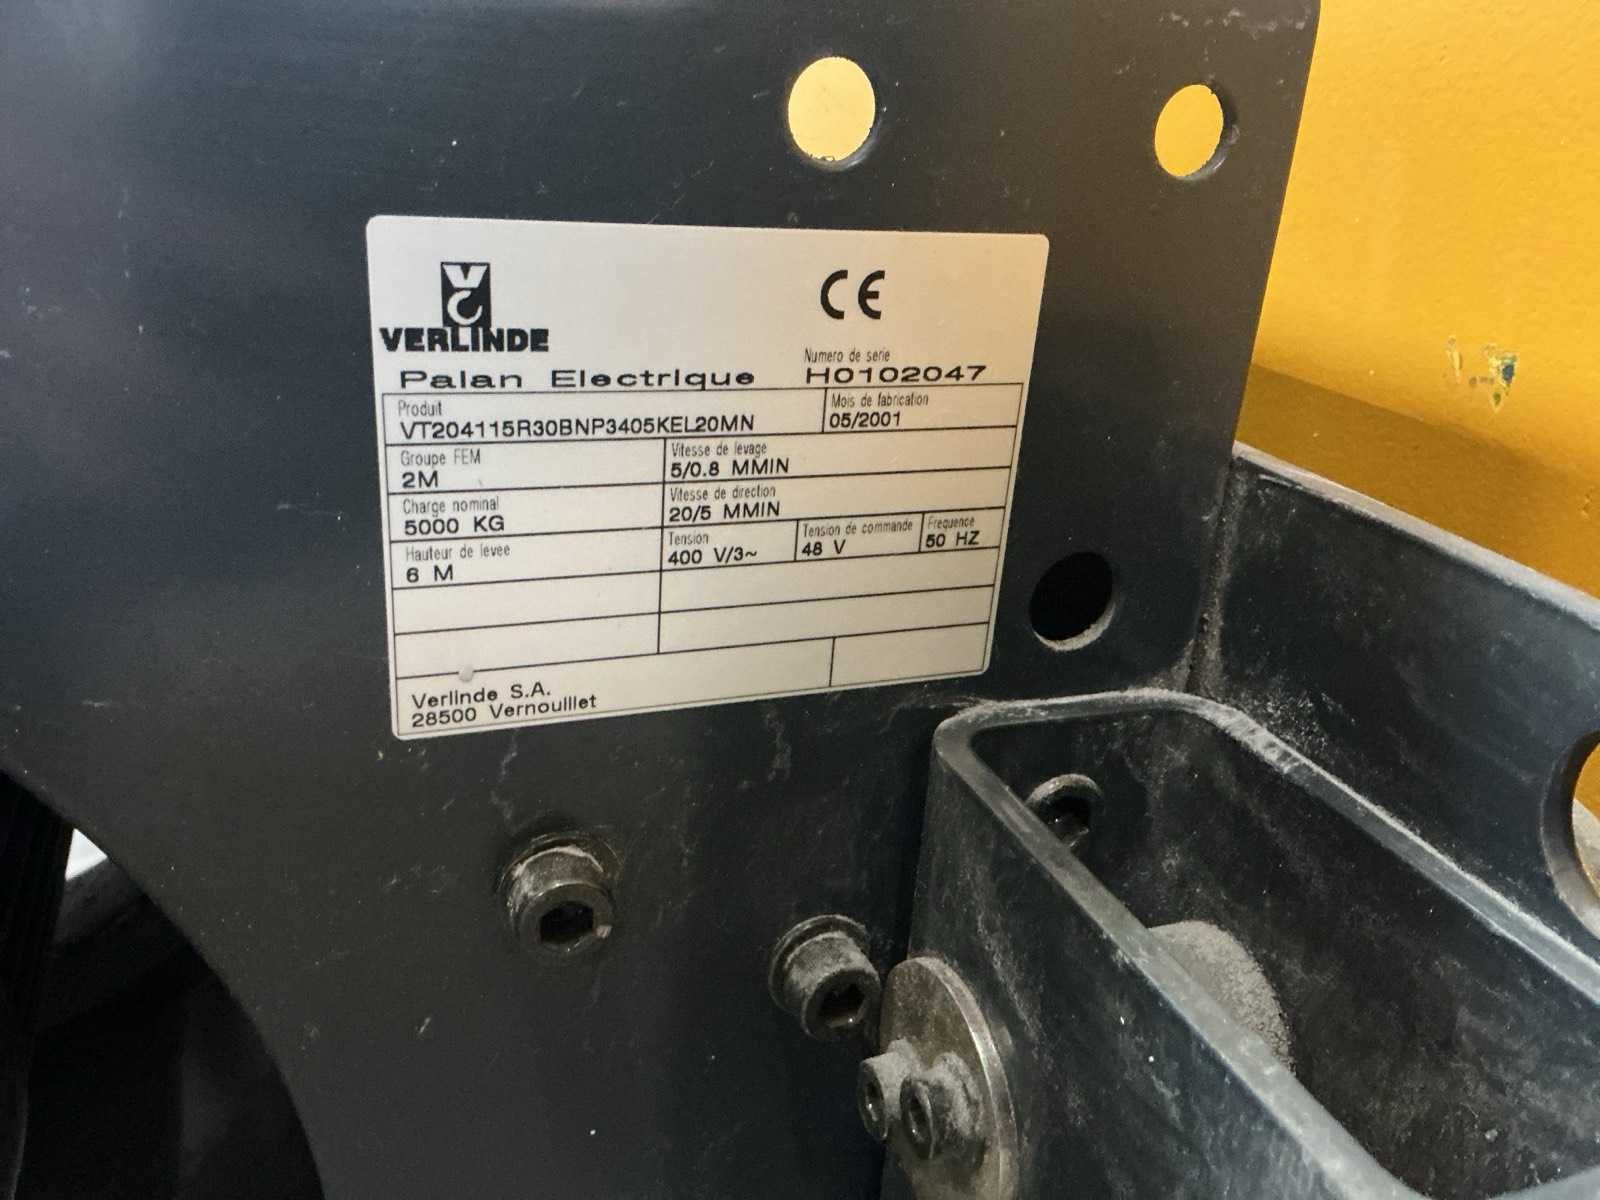 VERLINDE
CE
Palan Electrique
Numero de serie
H0102047
Produit
VT204115R30BNP3405KEL20MN
Mois de fabrication
05/2001
Groupe FEM
2M
Vitesse de levage
5/0.8 MMIN
Charge nominal
5000 KG
Vitesse de direction
20/5 MMIN
Hauteur de levee
6 M
Tension
400 V/3~
Tension de commande
48 V
Frequence
50 HZ
Verlinde S.A.
28500 Vernouillet